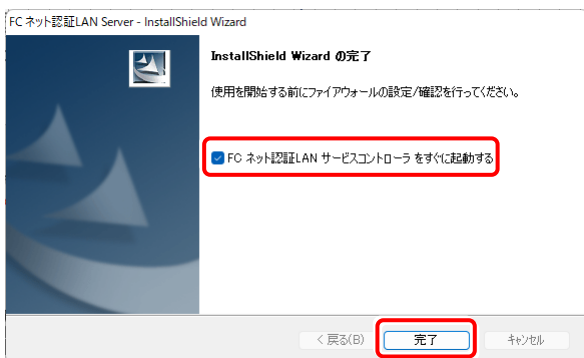 FC ネット認証LAN Server - InstallShield Wizard
InstallShield Wizard の完了
使用を開始する前にファイアウォールの設定/確認を行ってください。
FC ネット認証LAN サービスコントローラ をすぐに起動する
< 戻る(B)
完了
キャンセル